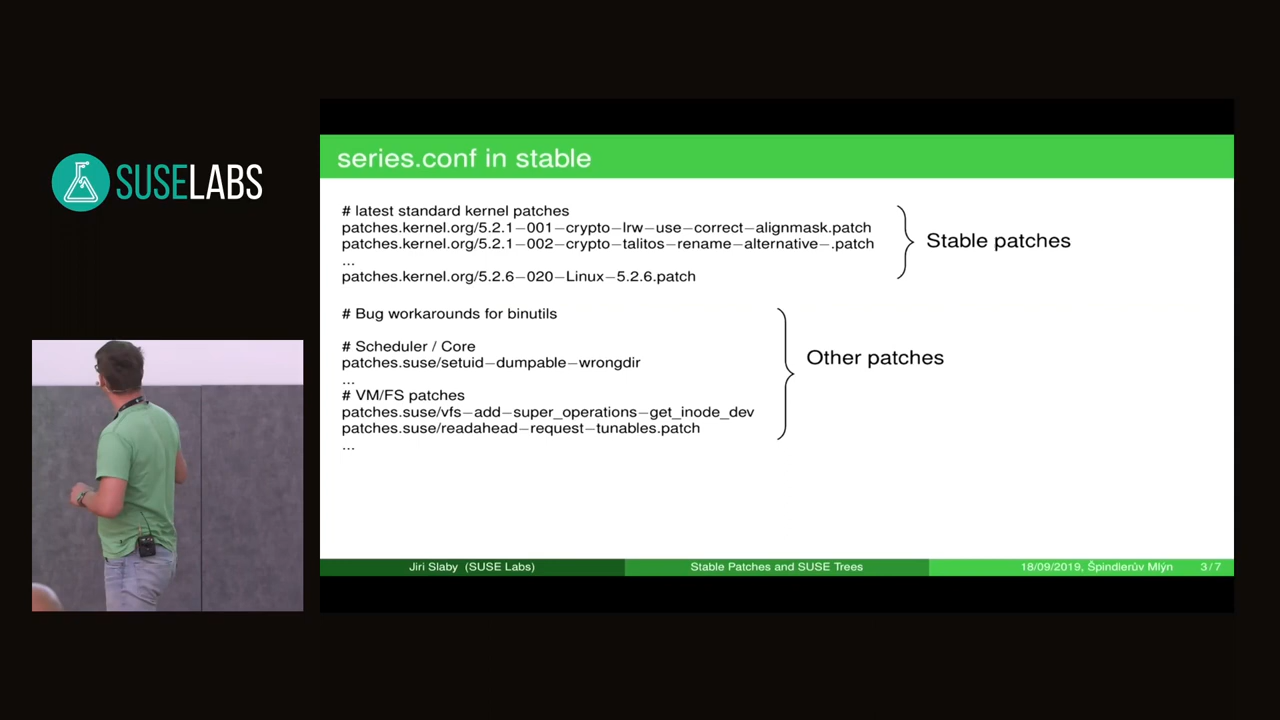 SUSELABS
series.conf in stable
# latest standard kernel patches
patches.kernel.org/5.2.1−001−crypto−lrw−use−correct−alignmask.patch
patches.kernel.org/5.2.1−002−crypto−talitos−rename−alternative−.patch
...
patches.kernel.org/5.2.6−020−Linux−5.2.6.patch
Stable patches
# Bug workarounds for binutils
# Scheduler / Core
patches.suse/setuid−dumpable−wrongdir
...
# VM/FS patches
patches.suse/vfs−add−super_operations−get_inode_dev
patches.suse/readahead−request−tunables.patch
...
Other patches
Jiri Slaby (SUSE Labs)
Stable Patches and SUSE Trees
18/09/2019, Špindlerův Mlýn 3/7